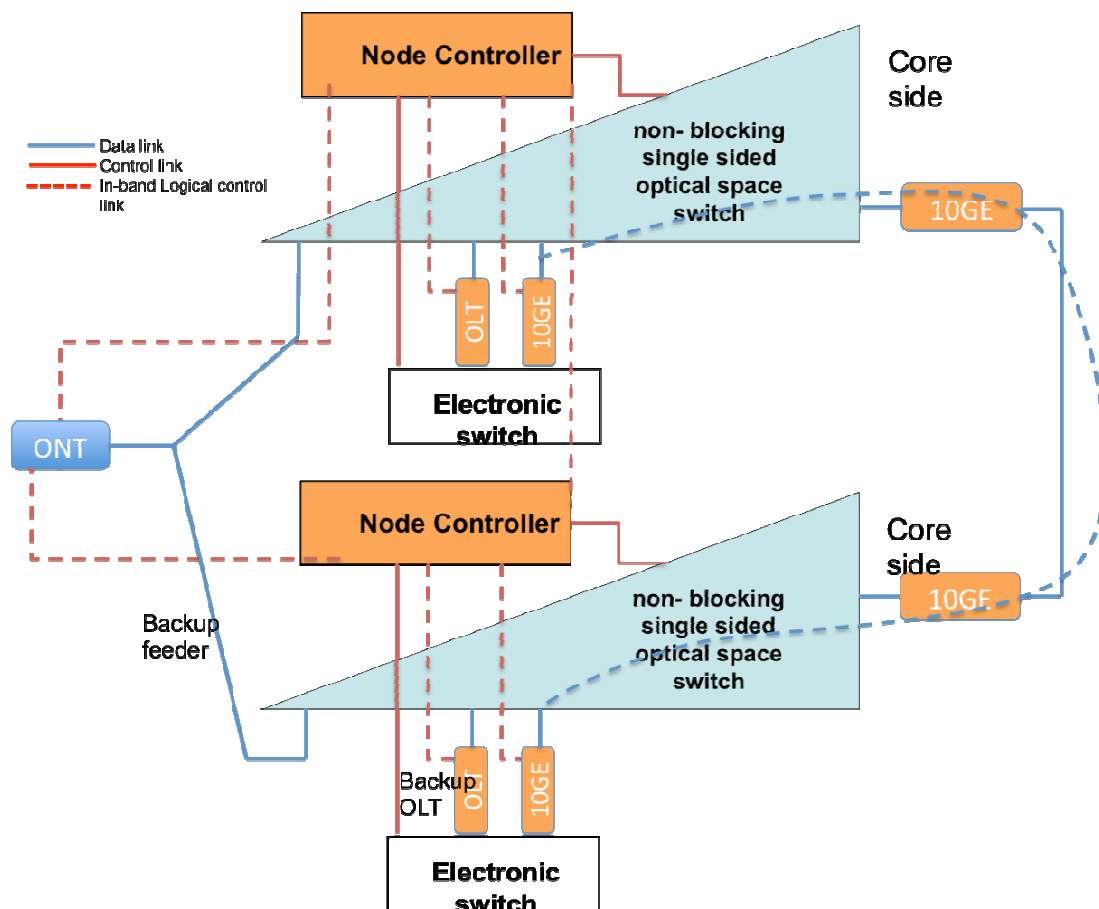 Node Controller
Core
side
non- blocking
single sided
optical space
switch
Data link
Control link
In-band Logical control
link
10GE
OLT
10GE
Electronic
switch
ONT
Node Controller
Core
side
non- blocking
single sided
optical space
switch
10GE
Backup
feeder
Backup
OLT
OLT
10GE
Electronic
switch